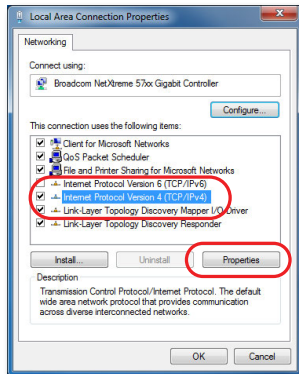 Local Area Connection Properties
Networking
Connect using:
Broadcom NetXtreme 57xx Gigabit Controller
Configure...
This connection uses the following items:
Client for Microsoft Networks
QoS Packet Scheduler
File and Printer Sharing for Microsoft Networks
Internet Protocol Version 6 (TCP/IPv6)
Internet Protocol Version 4 (TCP/IPv4)
Link-Layer Topology Discovery Mapper I/O Driver
Link-Layer Topology Discovery Responder
Install... Uninstall Properties
Description
Transmission Control Protocol/Internet Protocol. The default
wide area network protocol that provides communication
across diverse interconnected networks.
OK Cancel